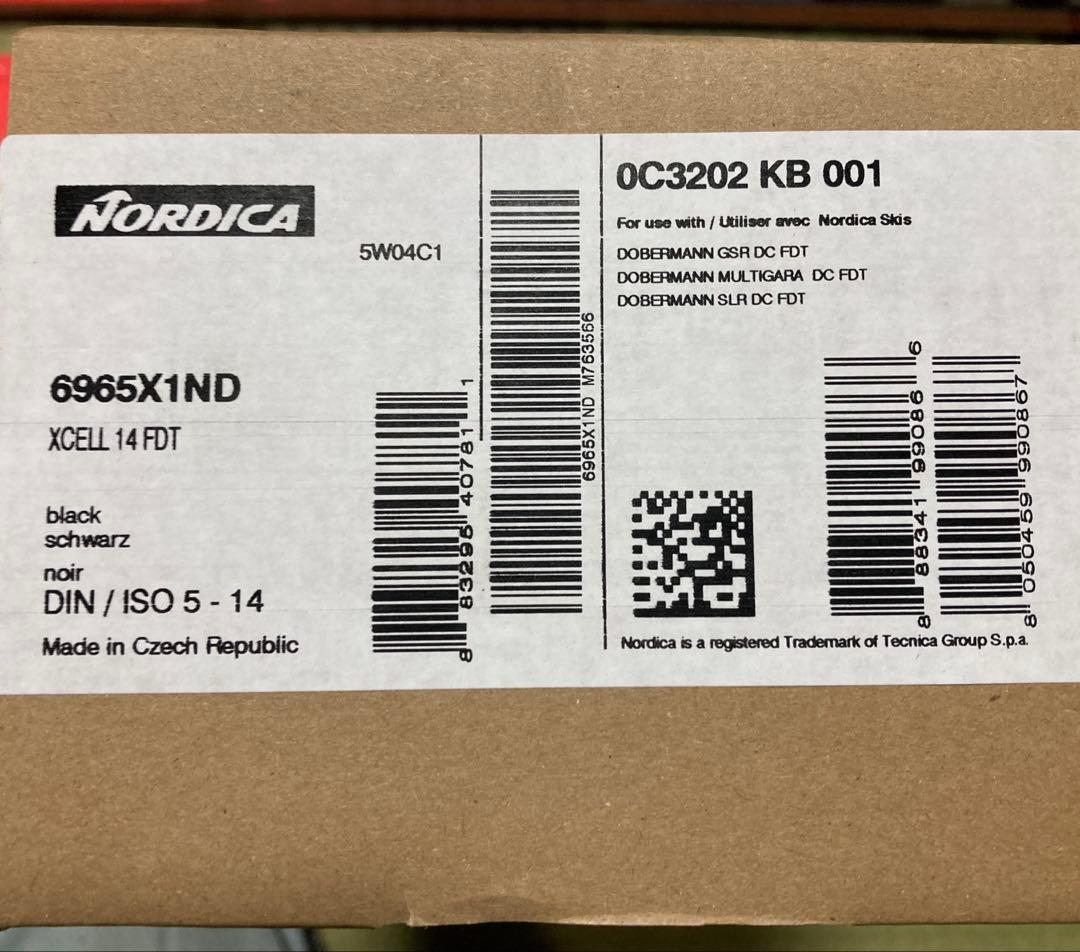 NORDICA
5W04C1
6965X1ND
XCELL 14 FDT
black
schwarz
noir
DIN / ISO 5 - 14
Made in Czech Republic
8 83295 40781 1
6965X1ND M763566
0C3202 KB 001
For use with / Utiliser avec Nordica Skis
DOBERMANN GSR DC FDT
DOBERMANN MULTIGARA DC FDT
DOBERMANN SLR DC FDT
8 88341 99086 6
8 050459 990867
Nordica is a registered Trademark of Tecnica Group S.p.a.